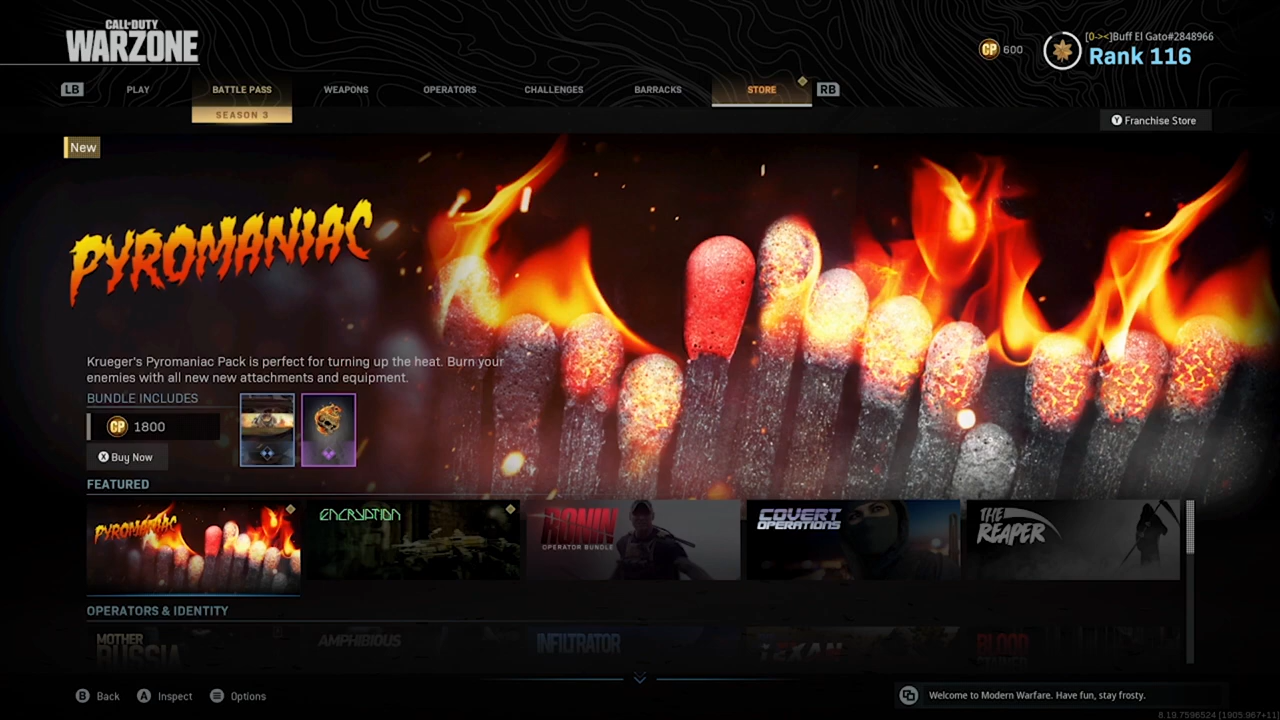 CALL OF DUTY
WARZONE
CP 600
[0-><]Buff El Gato#2848966
Rank 116
LB
PLAY
BATTLE PASS
SEASON 3
WEAPONS
OPERATORS
CHALLENGES
BARRACKS
STORE
RB
Y Franchise Store
New
PYROMANIAC
Krueger's Pyromaniac Pack is perfect for turning up the heat. Burn your
enemies with all new new attachments and equipment.
BUNDLE INCLUDES
CP 1800
X Buy Now
FEATURED
PYROMANIAC
ENCRYPTION
RONIN
OPERATOR BUNDLE
COVERT
OPERATIONS
THE
REAPER
OPERATORS & IDENTITY
MOTHER
RUSSIA
AMPHIBIOUS
INFILTRATOR
TEXAN
BLOOD
B Back
A Inspect
Options
Welcome to Modern Warfare. Have fun, stay frosty.